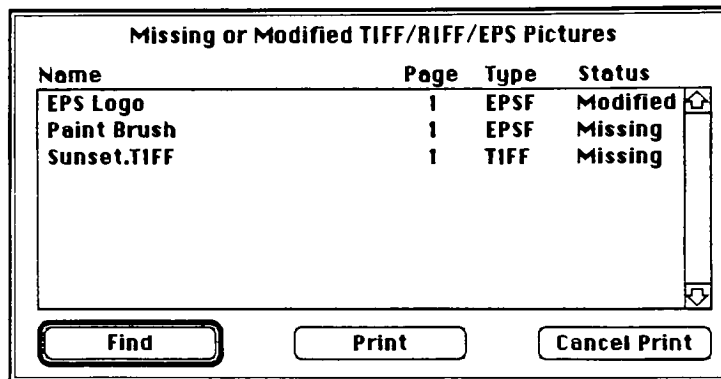 Missing or Modified TIFF/RIFF/EPS Pictures
Name Page Type Status
EPS Logo 1 EPSF Modified
Paint Brush 1 EPSF Missing
Sunset.TIFF 1 TIFF Missing
Find Print Cancel Print